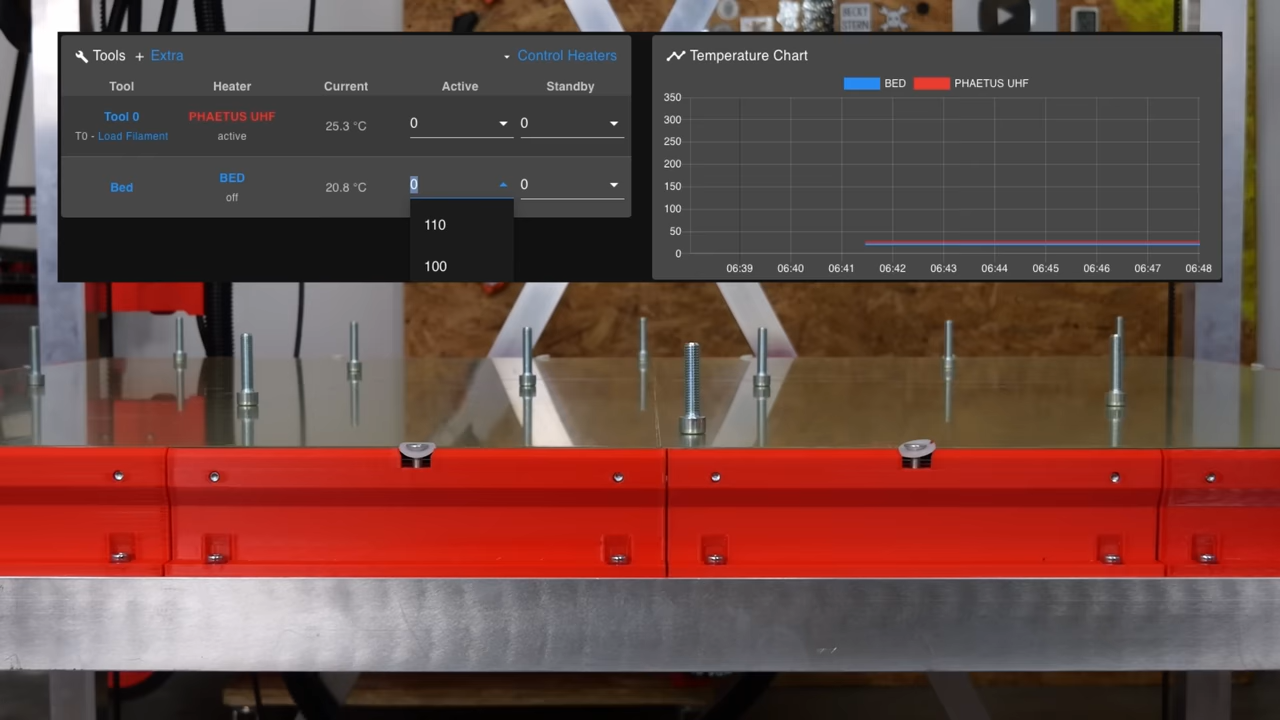 Tools + Extra
Control Heaters
Tool Heater Current Active Standby
Tool 0 PHAETUS UHF 25.3 °C 0 0
T0 - Load Filament active
Bed BED 20.8 °C 0 0
off
110
100
Temperature Chart
BED PHAETUS UHF
350
300
250
200
150
100
50
0
06:39 06:40 06:41 06:42 06:43 06:44 06:45 06:46 06:47 06:48
BECKY
STERN